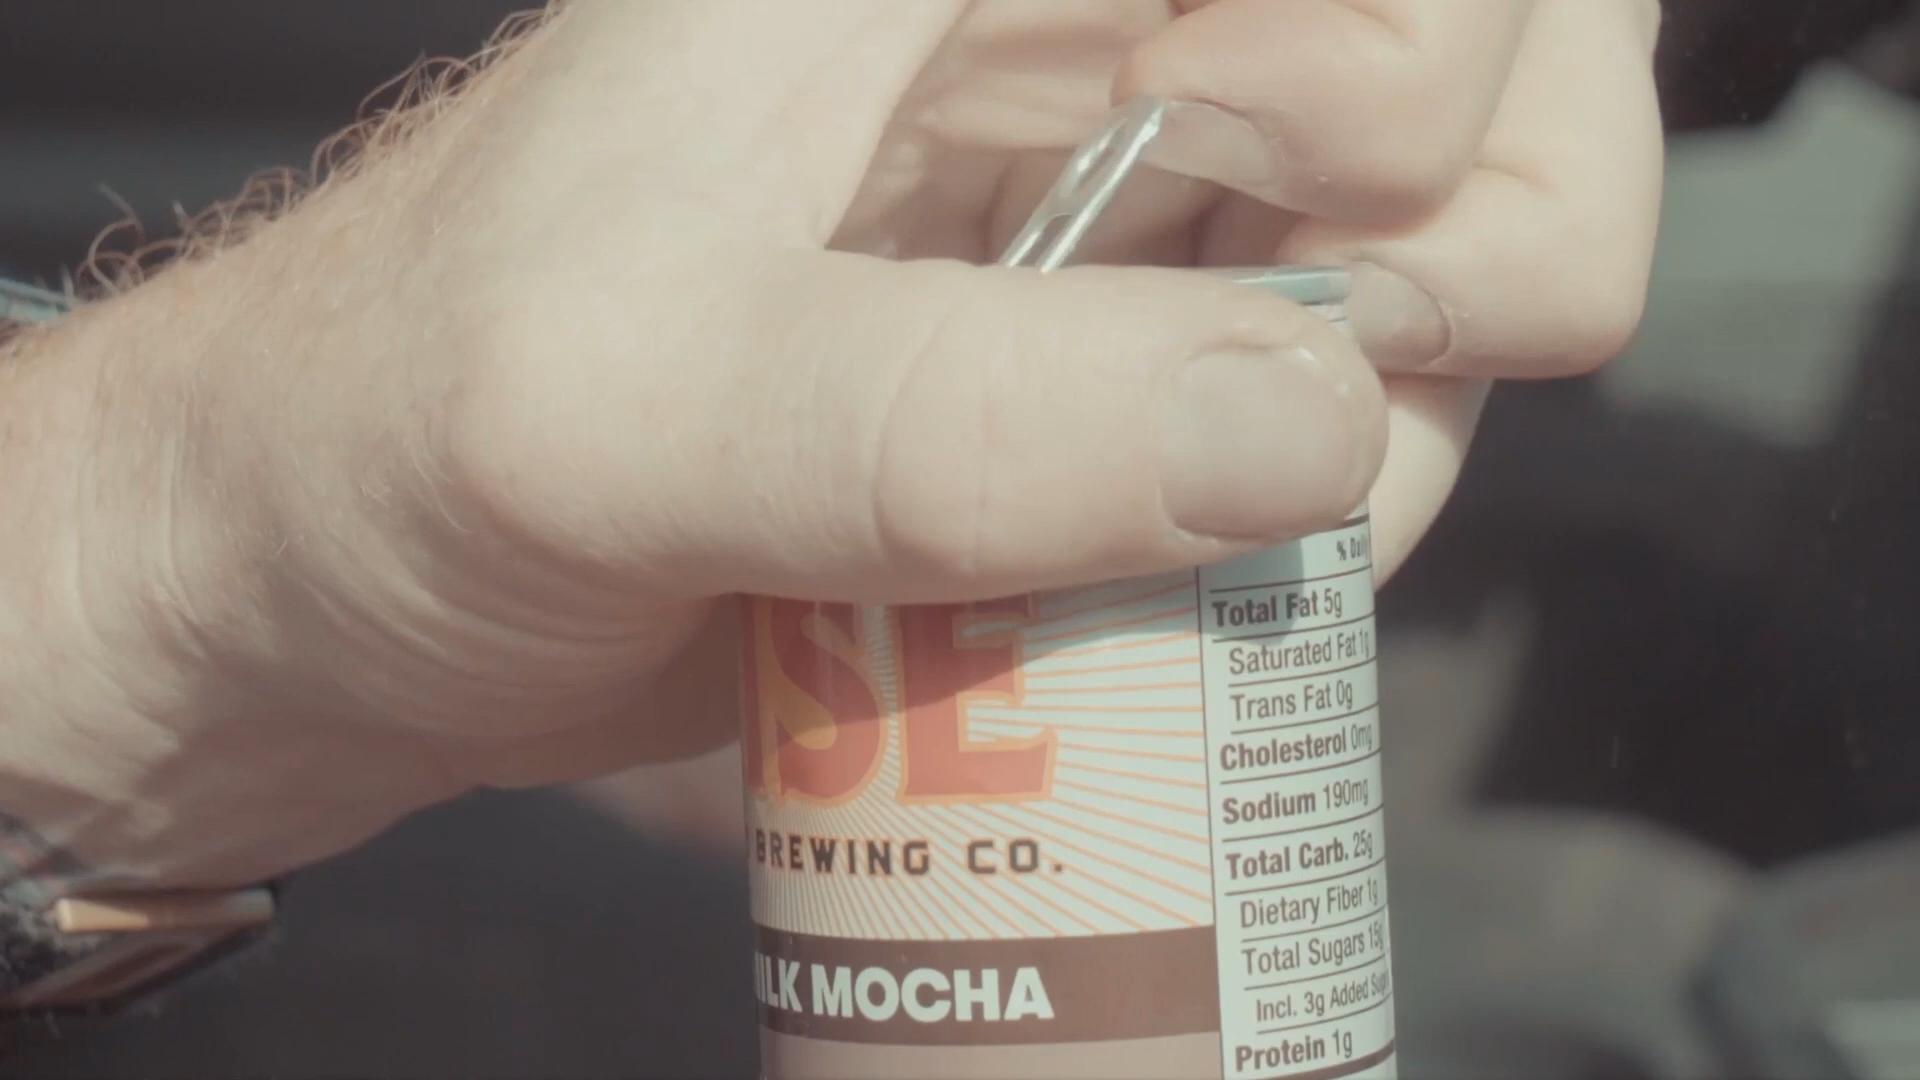 SE
BREWING CO.
MILK MOCHA
% Daily
Total Fat 5g
Saturated Fat 1g
Trans Fat 0g
Cholesterol 0mg
Sodium 190mg
Total Carb. 25g
Dietary Fiber 1g
Total Sugars 15g
Incl. 3g Added Sugars
Protein 1g